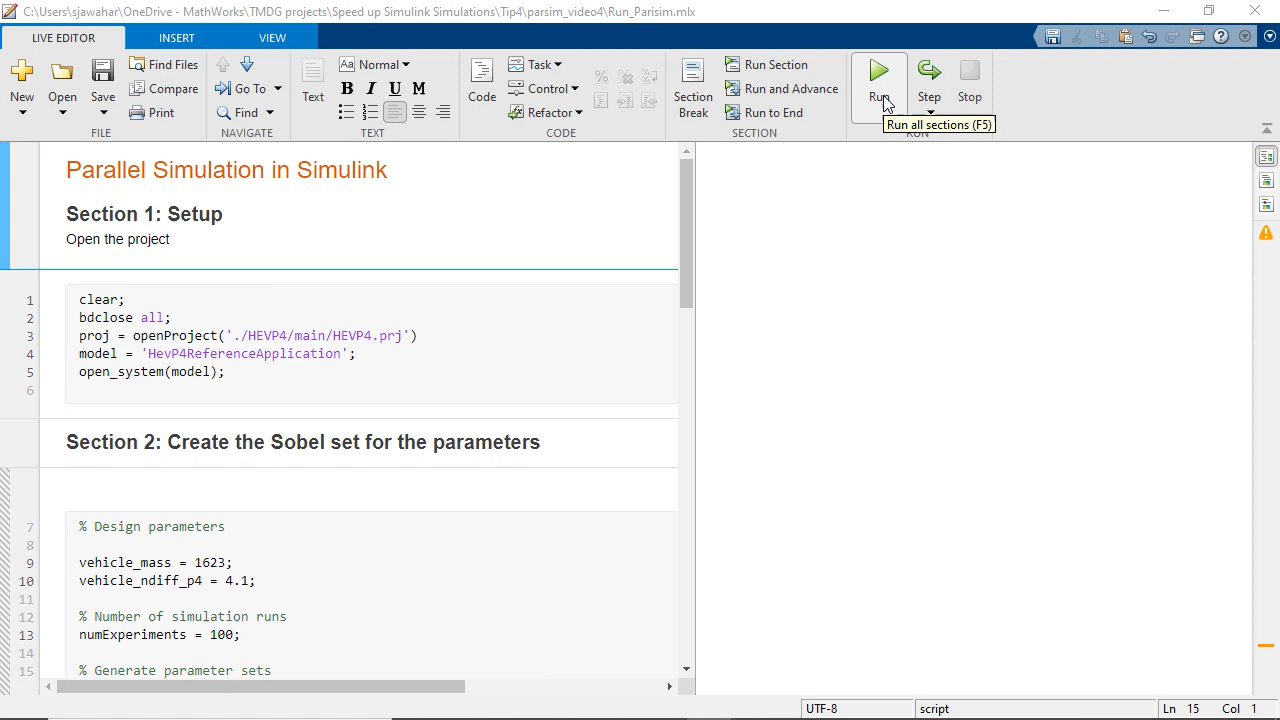 C:\Users\sjawahar\OneDrive - MathWorks\TMDG projects\Speed up Simulink Simulations\Tip4\parsim_video4\Run_Parisim.mlx
LIVE EDITOR INSERT VIEW
New Open Save
Find Files
Compare
Print
FILE
Go To
Find
NAVIGATE
Text
Aa Normal
B I U M
TEXT
Code
Task
Control
Refactor
CODE
Section Break
Run Section
Run and Advance
Run to End
SECTION
Run Step Stop
RUN
Run all sections (F5)
Parallel Simulation in Simulink
Section 1: Setup
Open the project
1 clear;
2 bdclose all;
3 proj = openProject('./HEVP4/main/HEVP4.prj')
4 model = 'HevP4ReferenceApplication';
5 open_system(model);
6
Section 2: Create the Sobel set for the parameters
7 % Design parameters
8
9 vehicle_mass = 1623;
10 vehicle_ndiff_p4 = 4.1;
11
12 % Number of simulation runs
13 numExperiments = 100;
14
15 % Generate parameter sets
UTF-8 script Ln 15 Col 1